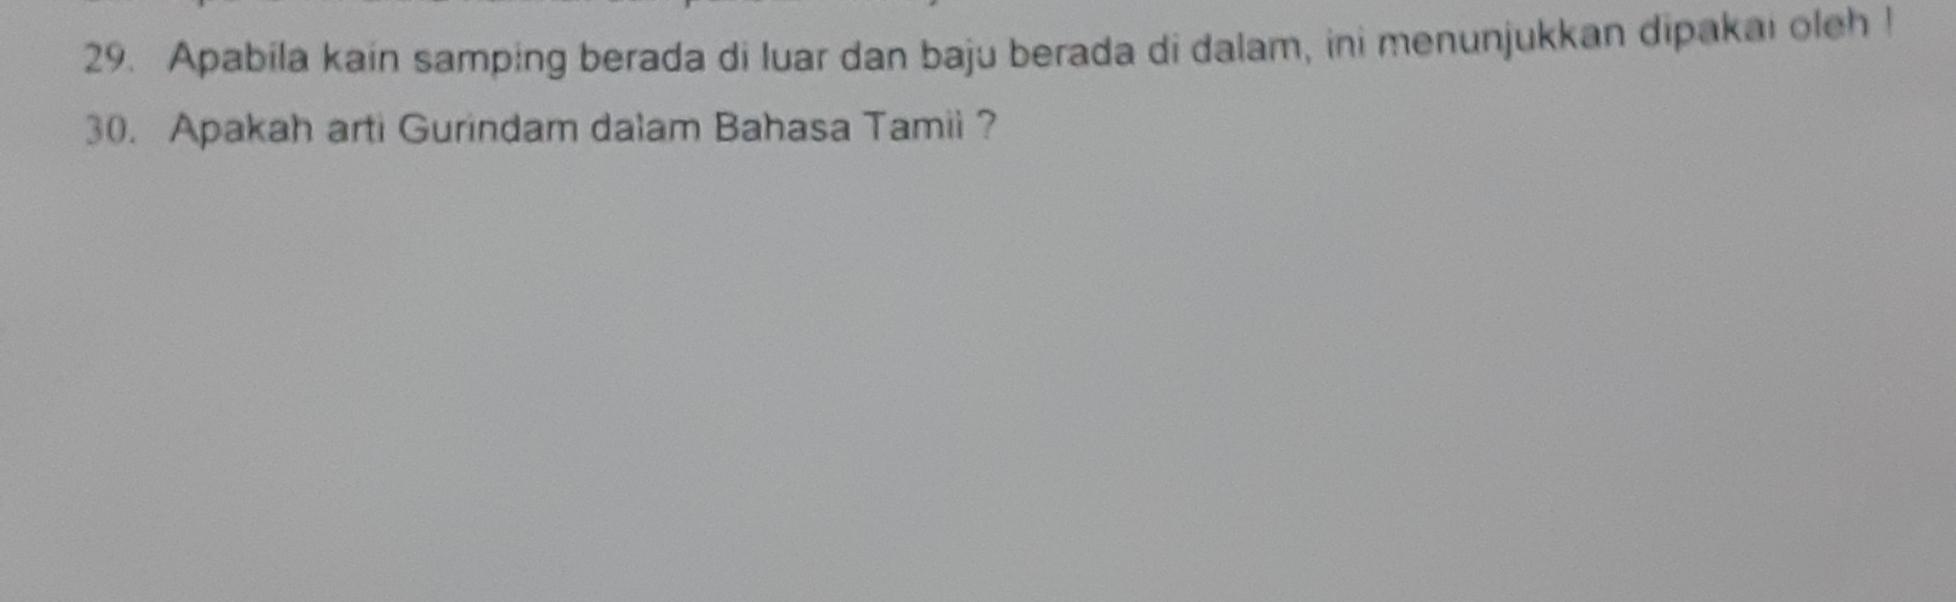 29. Apabila kain samping berada di luar dan baju berada di dalam, ini menunjukkan dipakai oleh !
30. Apakah arti Gurindam dalam Bahasa Tamil ?